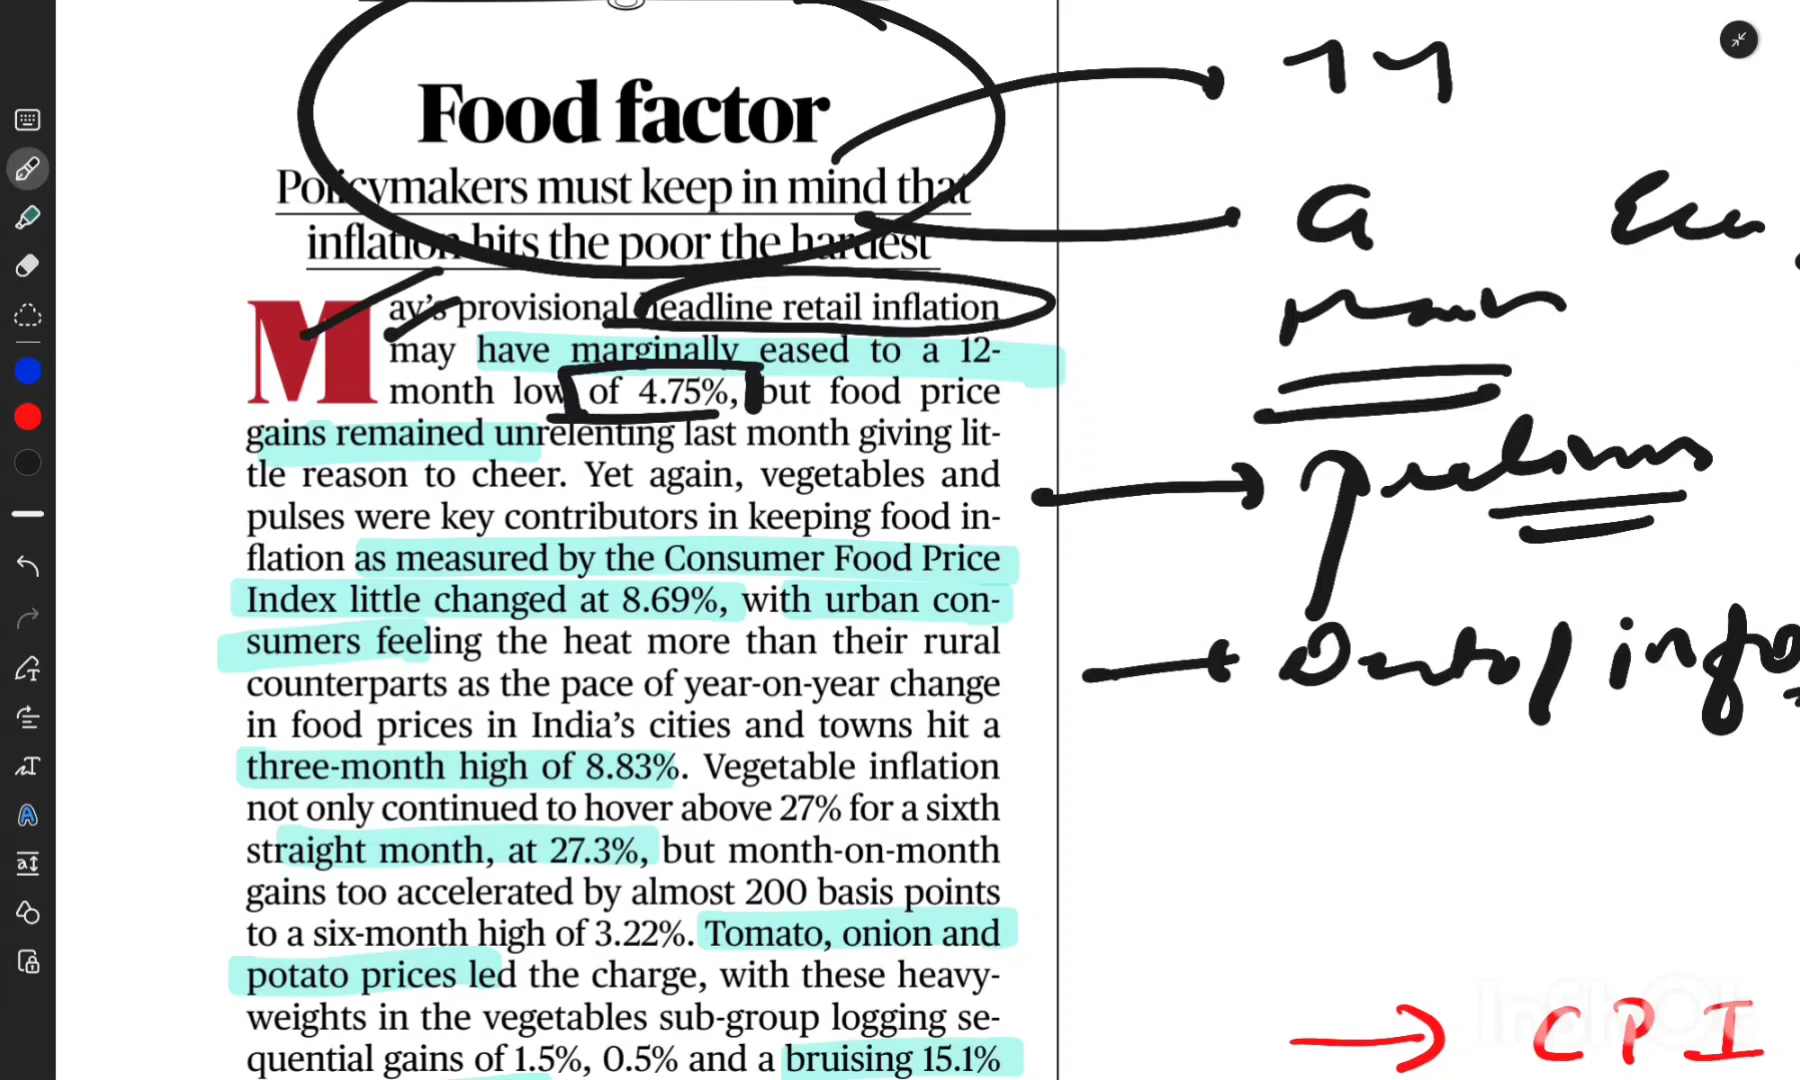 Food factor
Policymakers must keep in mind that
inflation hits the poor the hardest
May's provisional headline retail inflation
may have marginally eased to a 12-
month low of 4.75%, but food price
gains remained unrelenting last month giving lit-
tle reason to cheer. Yet again, vegetables and
pulses were key contributors in keeping food in-
flation as measured by the Consumer Food Price
Index little changed at 8.69%, with urban con-
sumers feeling the heat more than their rural
counterparts as the pace of year-on-year change
in food prices in India's cities and towns hit a
three-month high of 8.83%. Vegetable inflation
not only continued to hover above 27% for a sixth
straight month, at 27.3%, but month-on-month
gains too accelerated by almost 200 basis points
to a six-month high of 3.22%. Tomato, onion and
potato prices led the charge, with these heavy-
weights in the vegetables sub-group logging se-
quential gains of 1.5%, 0.5% and a bruising 15.1%
prelims
info
CPI